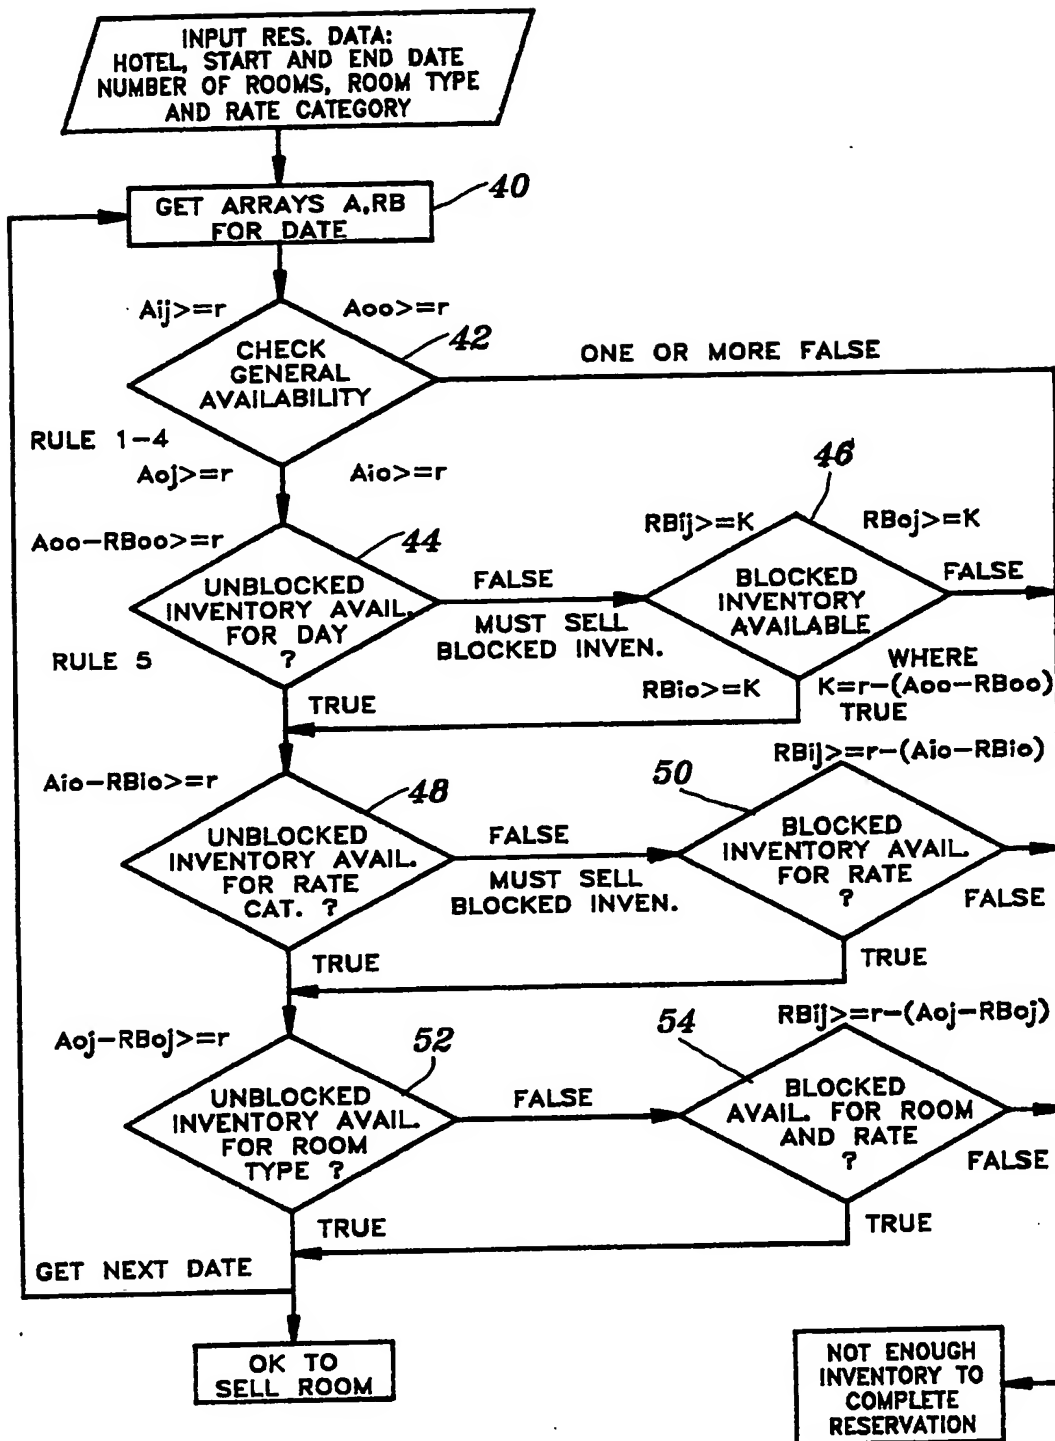 INPUT RES. DATA:
HOTEL, START AND END DATE
NUMBER OF ROOMS, ROOM TYPE
AND RATE CATEGORY
GET ARRAYS A,RB
FOR DATE
40
Aij>=r
Aoo>=r
CHECK
GENERAL
AVAILABILITY
42
ONE OR MORE FALSE
RULE 1-4
Aoj>=r
Aio>=r
Aoo-RBoo>=r
44
UNBLOCKED
INVENTORY AVAIL.
FOR DAY
?
RULE 5
FALSE
MUST SELL
BLOCKED INVEN.
46
RBij>=K
RBoj>=K
BLOCKED
INVENTORY
AVAILABLE
FALSE
RBio>=K
WHERE
K=r-(Aoo-RBoo)
TRUE
TRUE
Aio-RBio>=r
48
UNBLOCKED
INVENTORY AVAIL.
FOR RATE
CAT. ?
FALSE
MUST SELL
BLOCKED INVEN.
RBij>=r-(Aio-RBio)
50
BLOCKED
INVENTORY AVAIL.
FOR RATE
?
FALSE
TRUE
TRUE
Aoj-RBoj>=r
52
UNBLOCKED
INVENTORY AVAIL.
FOR ROOM
TYPE ?
FALSE
RBij>=r-(Aoj-RBoj)
54
BLOCKED
AVAIL. FOR ROOM
AND RATE
?
FALSE
TRUE
TRUE
GET NEXT DATE
OK TO
SELL ROOM
NOT ENOUGH
INVENTORY TO
COMPLETE
RESERVATION